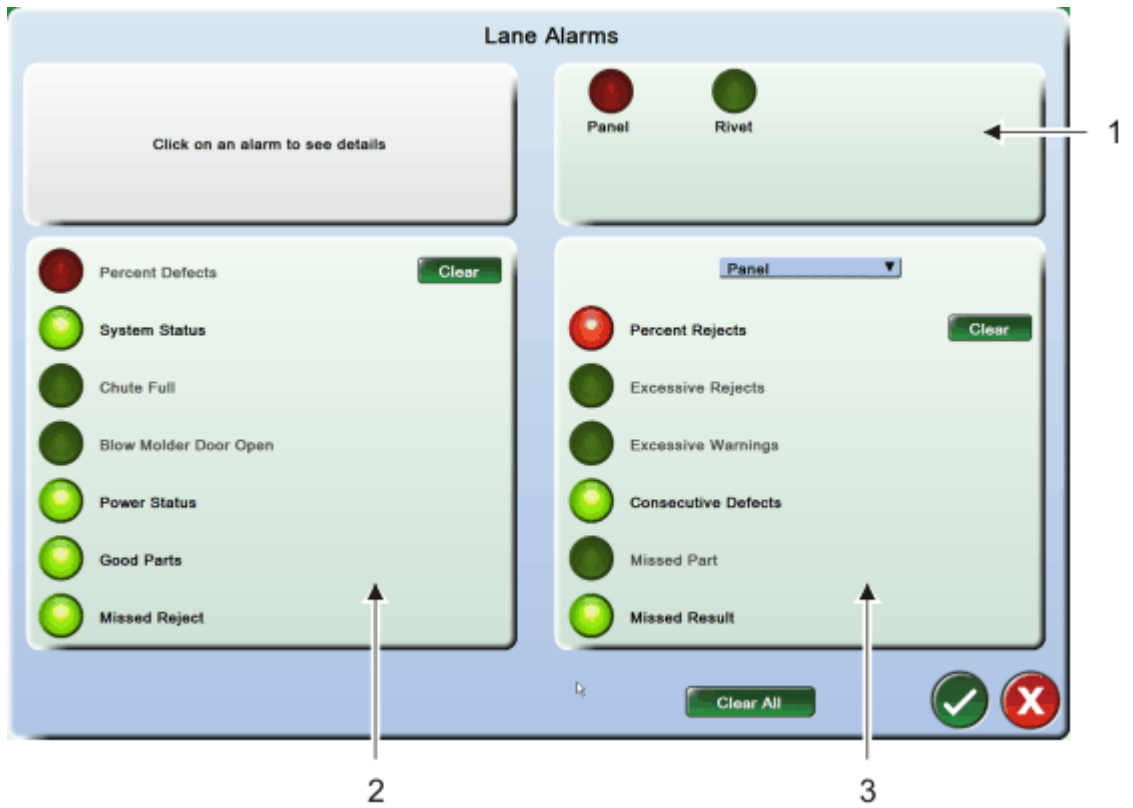 Lane Alarms
Click on an alarm to see details
Panel
Rivet
1
Percent Defects
Clear
System Status
Chute Full
Blow Molder Door Open
Power Status
Good Parts
Missed Reject
Panel
Percent Rejects
Clear
Excessive Rejects
Excessive Warnings
Consecutive Defects
Missed Part
Missed Result
Clear All
2
3